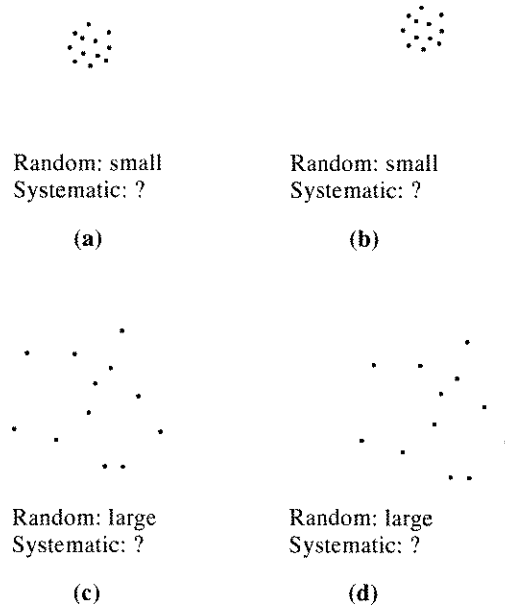 Random: small
Systematic: ?
(a)
Random: small
Systematic: ?
(b)
Random: large
Systematic: ?
(c)
Random: large
Systematic: ?
(d)